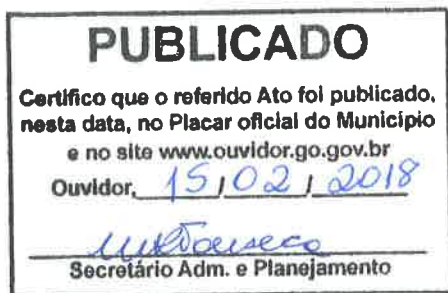 PUBLICADO
Certifico que o referido Ato foi publicado,
nesta data, no Placar oficial do Município
e no site www.ouvidor.go.gov.br
Ouvidor, 15 / 02 / 2018
Secretário Adm. e Planejamento